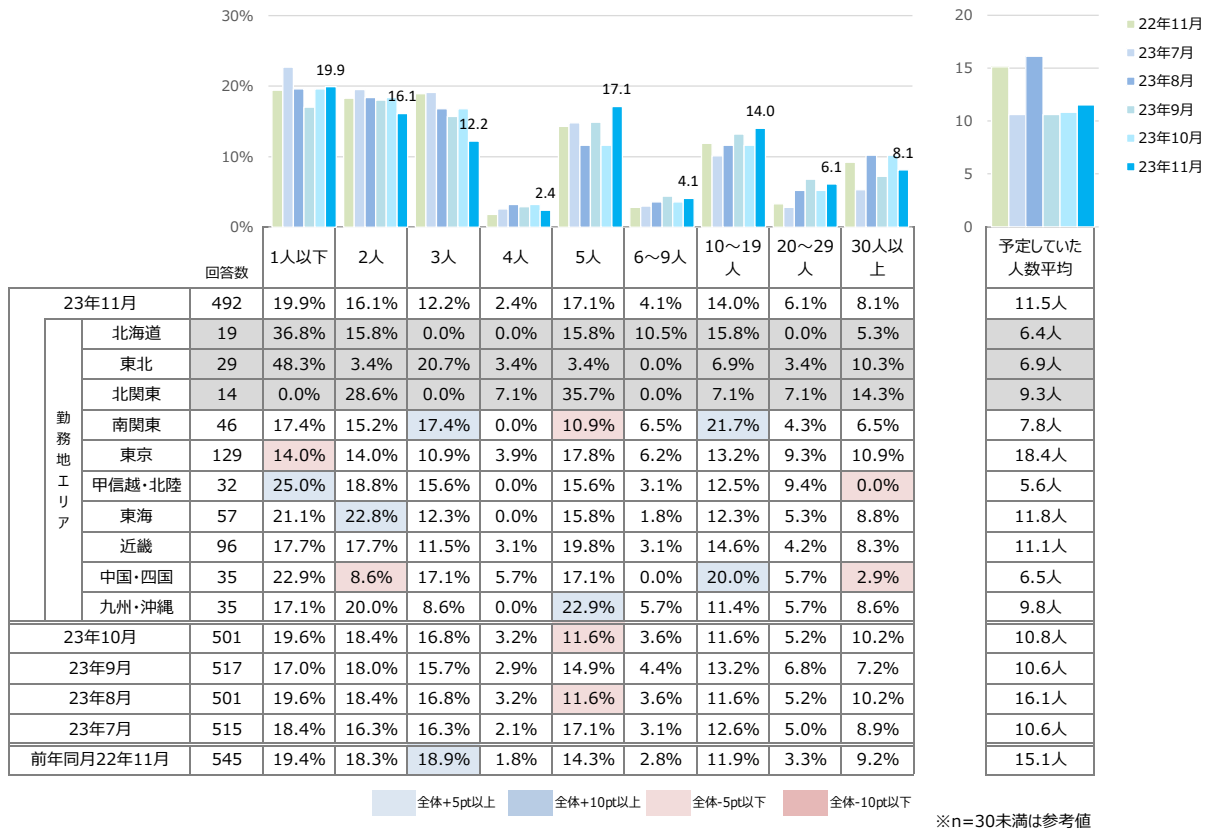 30%
20%
10%
0%
19.9
16.1
12.2
2.4
17.1
4.1
14.0
6.1
8.1
20
15
10
5
0
22年11月
23年7月
23年8月
23年9月
23年10月
23年11月
回答数 1人以下 2人 3人 4人 5人 6～9人 10～19人 20～29人 30人以上 予定していた
人数平均
23年11月 492 19.9% 16.1% 12.2% 2.4% 17.1% 4.1% 14.0% 6.1% 8.1% 11.5人
勤務地エリア
北海道 19 36.8% 15.8% 0.0% 0.0% 15.8% 10.5% 15.8% 0.0% 5.3% 6.4人
東北 29 48.3% 3.4% 20.7% 3.4% 3.4% 0.0% 6.9% 3.4% 10.3% 6.9人
北関東 14 0.0% 28.6% 0.0% 7.1% 35.7% 0.0% 7.1% 7.1% 14.3% 9.3人
南関東 46 17.4% 15.2% 17.4% 0.0% 10.9% 6.5% 21.7% 4.3% 6.5% 7.8人
東京 129 14.0% 14.0% 10.9% 3.9% 17.8% 6.2% 13.2% 9.3% 10.9% 18.4人
甲信越・北陸 32 25.0% 18.8% 15.6% 0.0% 15.6% 3.1% 12.5% 9.4% 0.0% 5.6人
東海 57 21.1% 22.8% 12.3% 0.0% 15.8% 1.8% 12.3% 5.3% 8.8% 11.8人
近畿 96 17.7% 17.7% 11.5% 3.1% 19.8% 3.1% 14.6% 4.2% 8.3% 11.1人
中国・四国 35 22.9% 8.6% 17.1% 5.7% 17.1% 0.0% 20.0% 5.7% 2.9% 6.5人
九州・沖縄 35 17.1% 20.0% 8.6% 0.0% 22.9% 5.7% 11.4% 5.7% 8.6% 9.8人
23年10月 501 19.6% 18.4% 16.8% 3.2% 11.6% 3.6% 11.6% 5.2% 10.2% 10.8人
23年9月 517 17.0% 18.0% 15.7% 2.9% 14.9% 4.4% 13.2% 6.8% 7.2% 10.6人
23年8月 501 19.6% 18.4% 16.8% 3.2% 11.6% 3.6% 11.6% 5.2% 10.2% 16.1人
23年7月 515 18.4% 16.3% 16.3% 2.1% 17.1% 3.1% 12.6% 5.0% 8.9% 10.6人
前年同月22年11月 545 19.4% 18.3% 18.9% 1.8% 14.3% 2.8% 11.9% 3.3% 9.2% 15.1人
全体+5pt以上 全体+10pt以上 全体-5pt以下 全体-10pt以下
※n=30未満は参考値